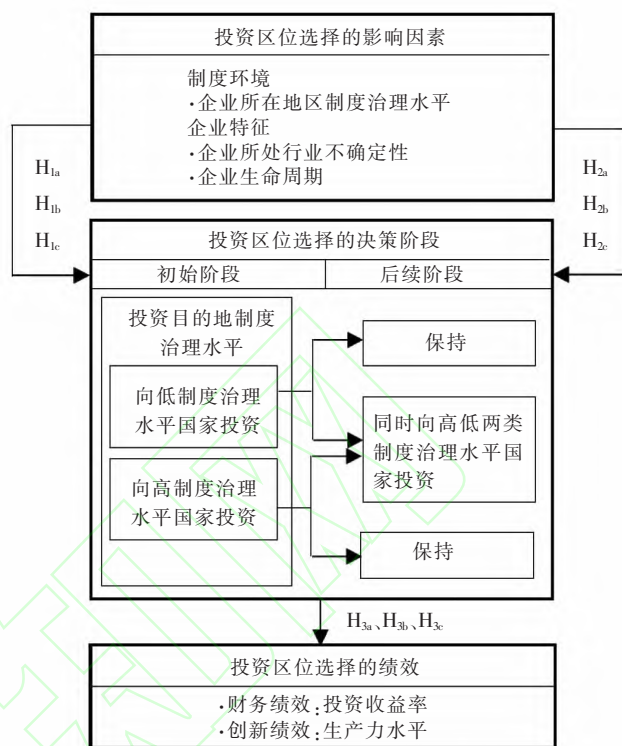 投资区位选择的影响因素
制度环境
·企业所在地区制度治理水平
企业特征
·企业所处行业不确定性
·企业生命周期
H1a
H1b
H1c
H2a
H2b
H2c
投资区位选择的决策阶段
初始阶段
后续阶段
投资目的地制度
治理水平
向低制度治理
水平国家投资
向高制度治理
水平国家投资
保持
同时向高低两类
制度治理水平国
家投资
保持
H3a、H3b、H3c
投资区位选择的绩效
·财务绩效:投资收益率
·创新绩效:生产力水平